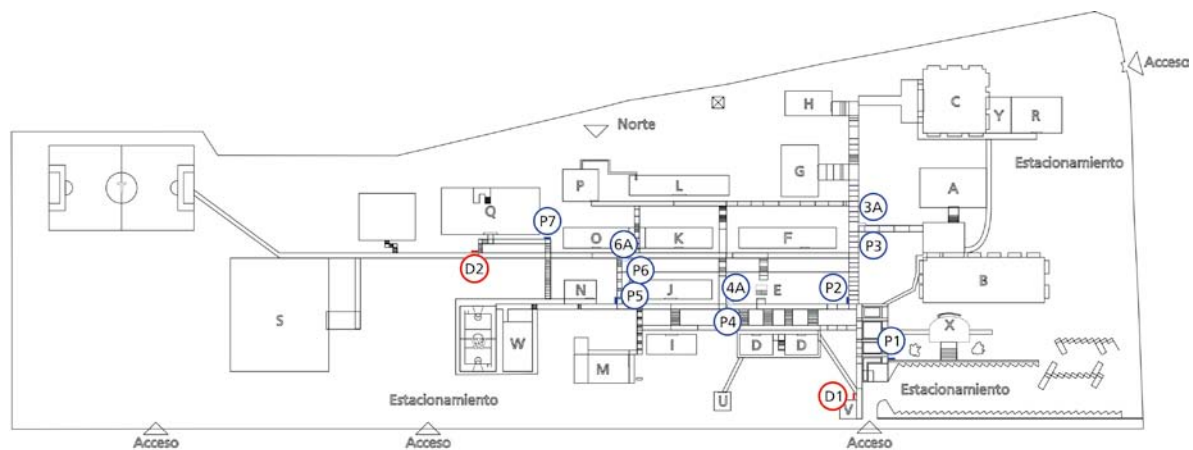 Acceso
H
C
Y
R
Norte
Estacionamiento
G
P
L
A
3A
Q
P7
O
6A
K
F
P3
D2
P6
B
N
P5
J
4A
E
P2
S
P4
X
P1
W
I
D
D
M
Estacionamiento
Estacionamiento
U
D1
V
Acceso
Acceso
Acceso